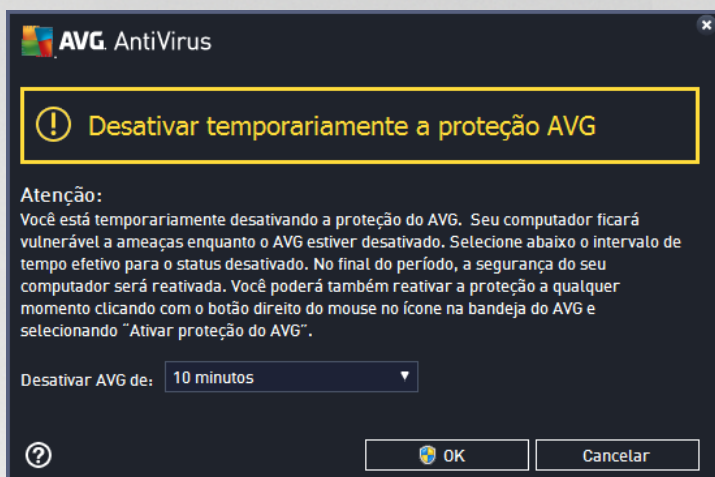 AVG. AntiVirus
Desativar temporariamente a proteção AVG
Atenção:
Você está temporariamente desativando a proteção do AVG. Seu computador ficará
vulnerável a ameaças enquanto o AVG estiver desativado. Selecione abaixo o intervalo de
tempo efetivo para o status desativado. No final do período, a segurança do seu
computador será reativada. Você poderá também reativar a proteção a qualquer
momento clicando com o botão direito do mouse no ícone na bandeja do AVG e
selecionando "Ativar proteção do AVG".
Desativar AVG de: 10 minutos
OK Cancelar